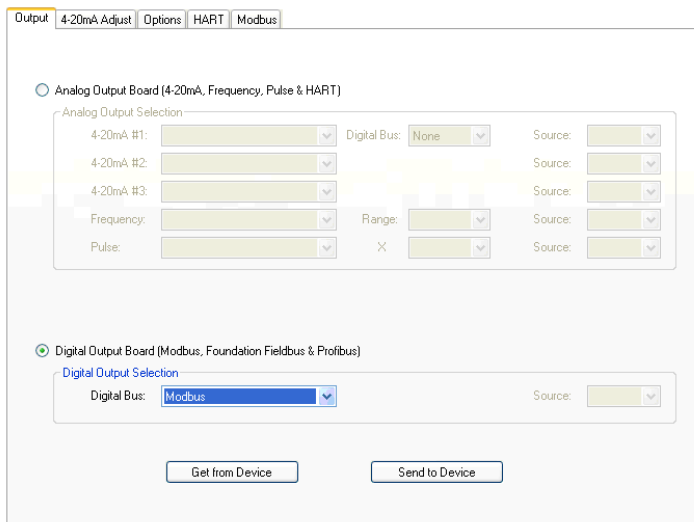 Output 4-20mA Adjust Options HART Modbus
Analog Output Board (4-20mA, Frequency, Pulse & HART)
Analog Output Selection
4-20mA #1: Digital Bus: None Source:
4-20mA #2: Source:
4-20mA #3: Source:
Frequency: Range: Source:
Pulse: X Source:
Digital Output Board (Modbus, Foundation Fieldbus & Profibus)
Digital Output Selection
Digital Bus: Modbus Source:
Get from Device Send to Device